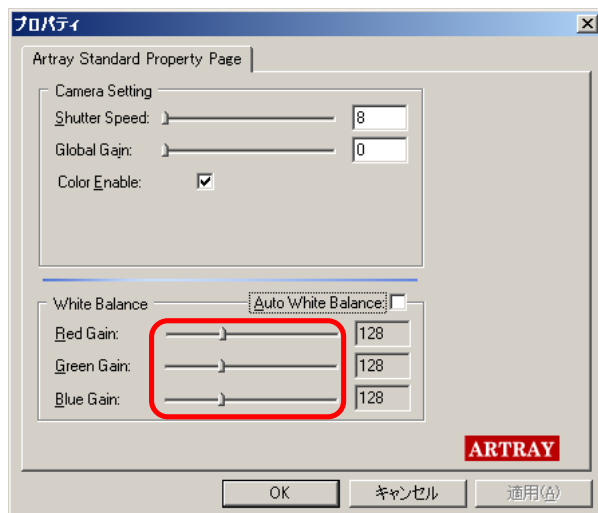 プロパティ
Artray Standard Property Page
Camera Setting
Shutter Speed: 8
Global Gain: 0
Color Enable:
White Balance Auto White Balance:
Red Gain: 128
Green Gain: 128
Blue Gain: 128
ARTRAY
OK キャンセル 適用(A)